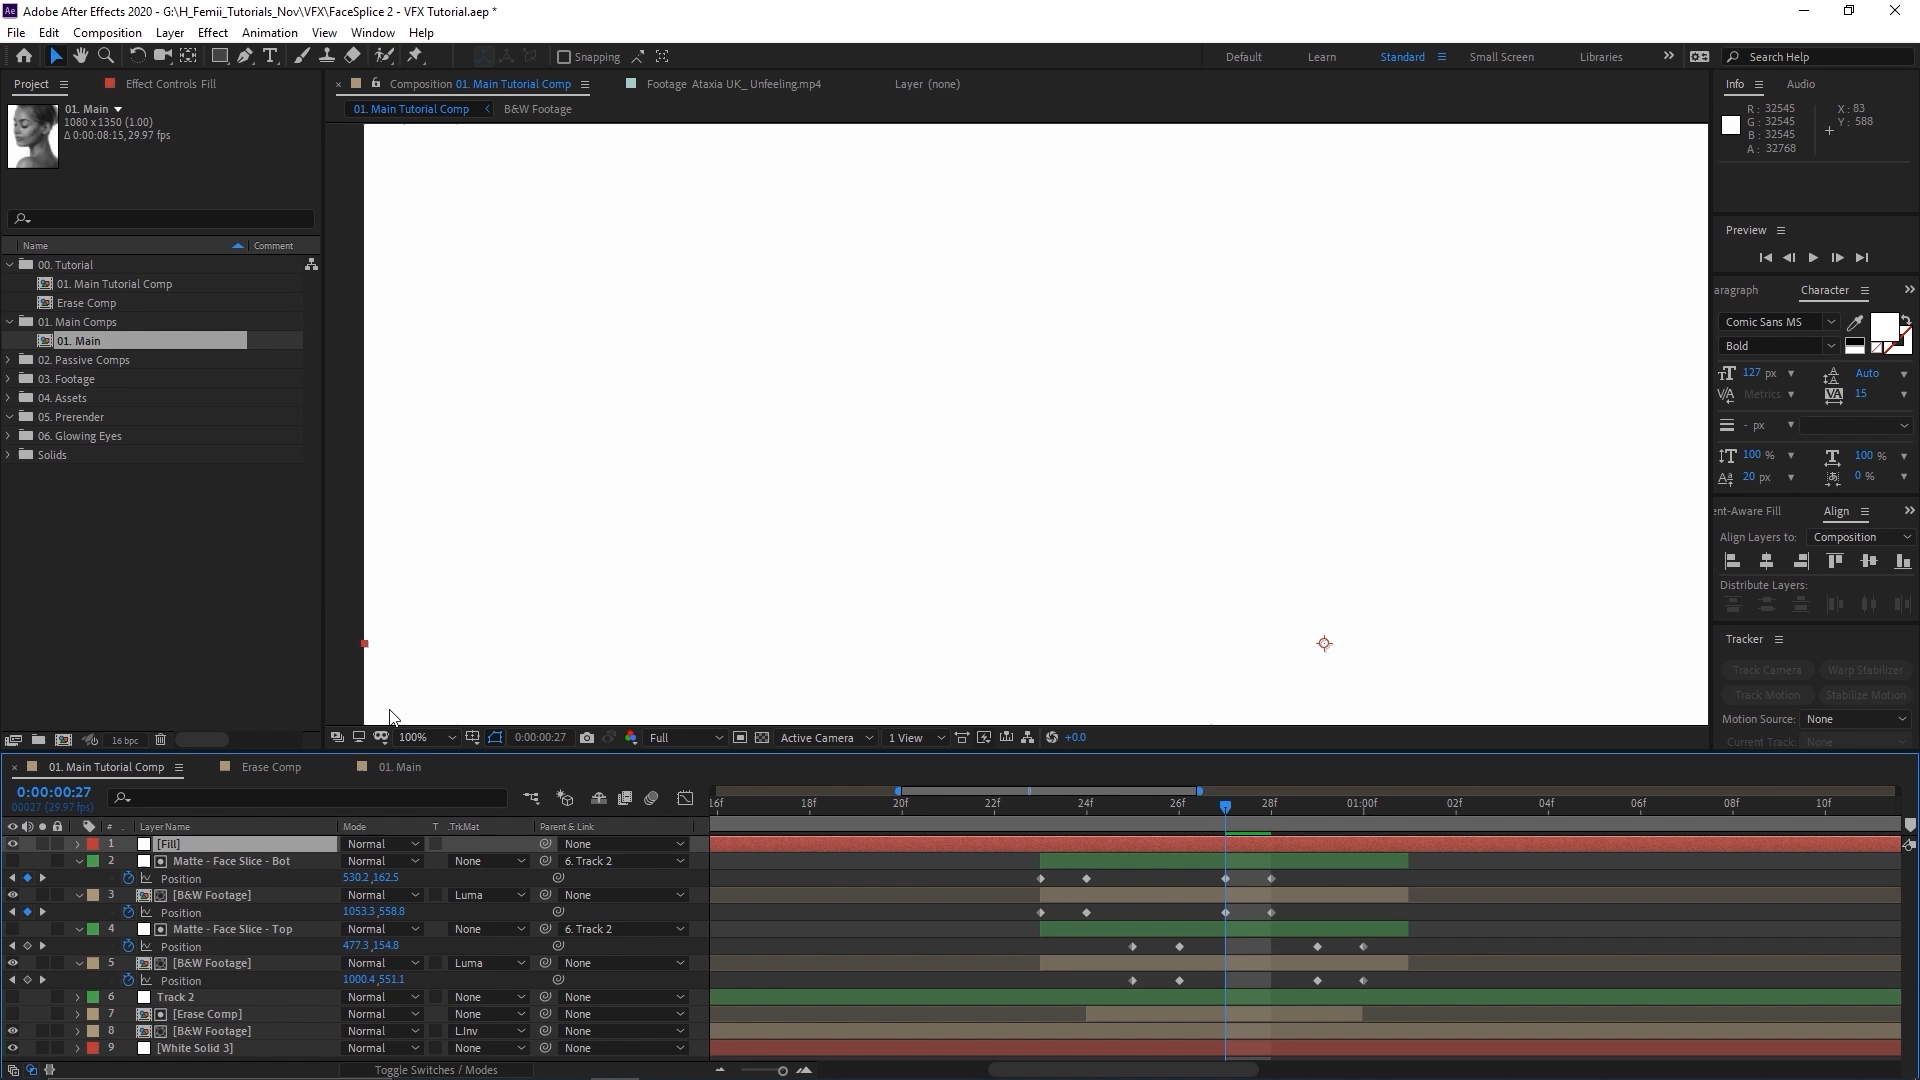 Adobe After Effects 2020 - G:\H_Femii_Tutorials_Nov\VFX\FaceSplice 2 - VFX Tutorial.aep *
File Edit Composition Layer Effect Animation View Window Help
Snapping Default Learn Standard Small Screen Libraries Search Help
Project Effect Controls Fill
Composition 01. Main Tutorial Comp Footage Ataxia UK_ Unfeeling.mp4 Layer (none)
01. Main Tutorial Comp B&W Footage
01. Main
1080 x 1350 (1.00)
Δ 0:00:08:15, 29.97 fps
Name Comment
00. Tutorial
01. Main Tutorial Comp
Erase Comp
01. Main Comps
01. Main
02. Passive Comps
03. Footage
04. Assets
05. Prerender
06. Glowing Eyes
Solids
16 bpc
100% 0:00:00:27 Full Active Camera 1 View +0.0
Info Audio
R: 32545 X: 83
G: 32545 Y: 588
B: 32545
A: 32768
Preview
aragraph Character
Comic Sans MS
Bold
127 px Auto
Metrics 15
- px
100 % 100 %
20 px 0 %
ent-Aware Fill Align
Align Layers to: Composition
Distribute Layers:
Tracker
Track Camera Warp Stabilizer
Track Motion Stabilize Motion
Motion Source: None
Current Track: None
01. Main Tutorial Comp Erase Comp 01. Main
0:00:00:27
00027 (29.97 fps)
16f 18f 20f 22f 24f 26f 28f 01:00f 02f 04f 06f 08f 10f
# Layer Name Mode T .TrkMat Parent & Link
1 [Fill] Normal None
2 Matte - Face Slice - Bot Normal None 6. Track 2
Position 530.2,162.5
3 [B&W Footage] Normal Luma None
Position 1053.3,558.8
4 Matte - Face Slice - Top Normal None 6. Track 2
Position 477.3,154.8
5 [B&W Footage] Normal Luma None
Position 1000.4,551.1
6 Track 2 Normal None None
7 [Erase Comp] Normal None None
8 [B&W Footage] Normal L.Inv None
9 [White Solid 3] Normal None None
Toggle Switches / Modes